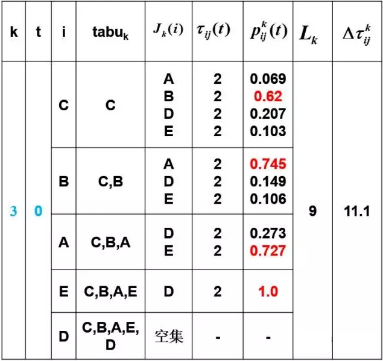 k t i tabuₖ Jₖ(i) τᵢⱼ(t) pᵢⱼᵏ(t) Lₖ Δτᵢⱼᵏ
3 0 C C A 2 0.069 9 11.1
B 2 0.62
D 2 0.207
E 2 0.103
B C,B A 2 0.745
D 2 0.149
E 2 0.106
A C,B,A D 2 0.273
E 2 0.727
E C,B,A,E D 2 1.0
D C,B,A,E, 空集 - -
D